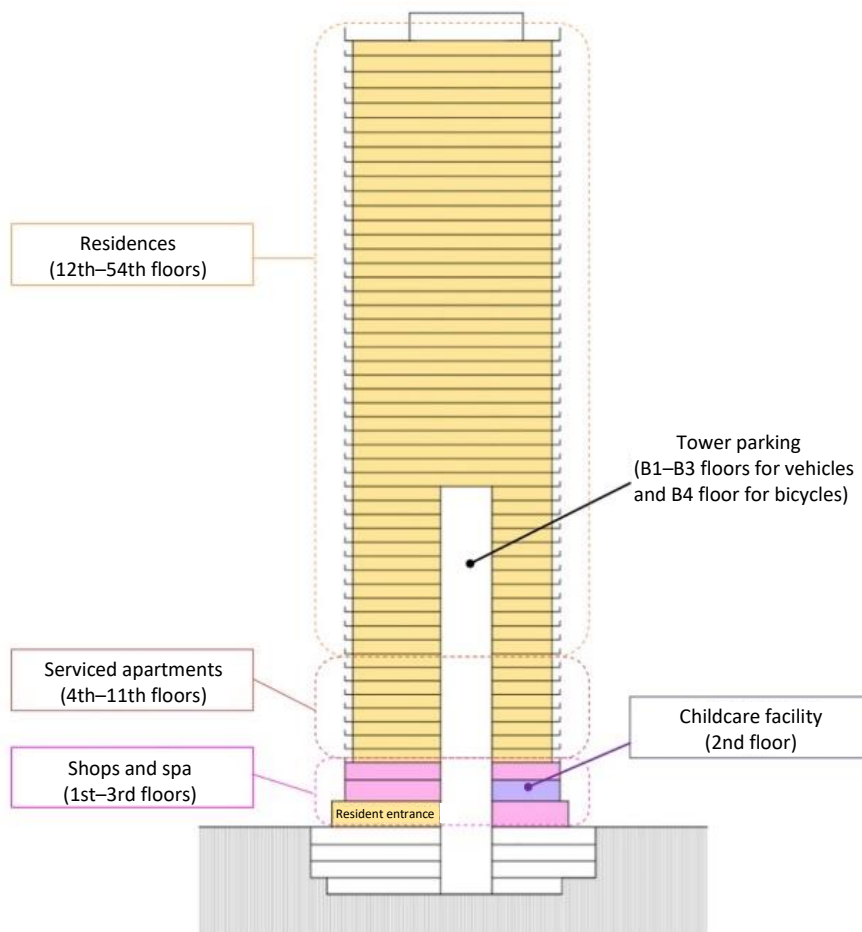 Residences
(12th–54th floors)
Tower parking
(B1–B3 floors for vehicles
and B4 floor for bicycles)
Serviced apartments
(4th–11th floors)
Childcare facility
(2nd floor)
Shops and spa
(1st–3rd floors)
Resident entrance